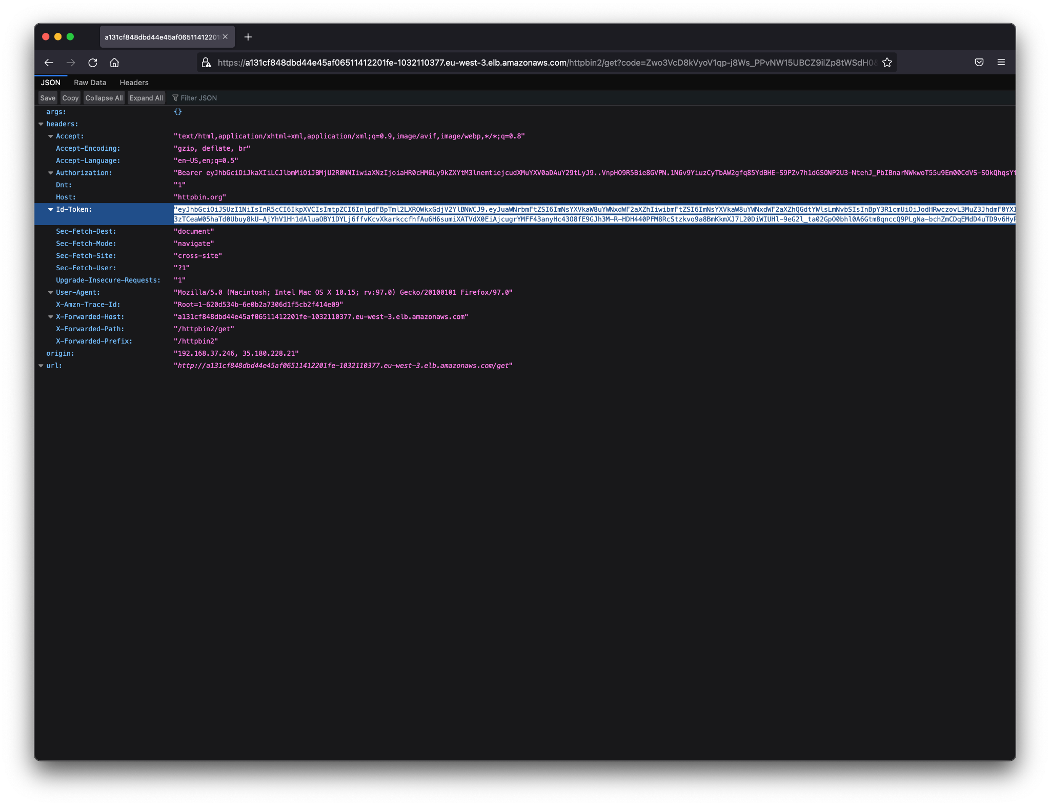 a131cf848dbd44e45af06511412201
https://a131cf848dbd44e45af06511412201fe-1032110377.eu-west-3.elb.amazonaws.com/httpbin2/get?code=
JSON Raw Data Headers
Save Copy Collapse All Expand All Filter JSON
args: {}
headers:
Accept: "text/html,application/xhtml+xml,application/xml;q=0.9,image/avif,image/webp,*/*;q=0.8"
Accept-Encoding: "gzip, deflate, br"
Accept-Language: "en-US,en;q=0.5"
Authorization: "Bearer
Dnt: "1"
Host: "httpbin.org"
Id-Token:
Sec-Fetch-Dest: "document"
Sec-Fetch-Mode: "navigate"
Sec-Fetch-Site: "cross-site"
Sec-Fetch-User: "?1"
Upgrade-Insecure-Requests: "1"
User-Agent: "Mozilla/5.0 (Macintosh; Intel Mac OS X 10.15; rv:97.0) Gecko/20100101 Firefox/97.0"
X-Amzn-Trace-Id: "Root=1-620d534b-6e0b2a7306d1f5cb2f414e09"
X-Forwarded-Host: "a131cf848dbd44e45af06511412201fe-1032110377.eu-west-3.elb.amazonaws.com"
X-Forwarded-Path: "/httpbin2/get"
X-Forwarded-Prefix: "/httpbin2"
origin: "192.168.37.246, 35.180.228.21"
url: "http://a131cf848dbd44e45af06511412201fe-1032110377.eu-west-3.elb.amazonaws.com/get"